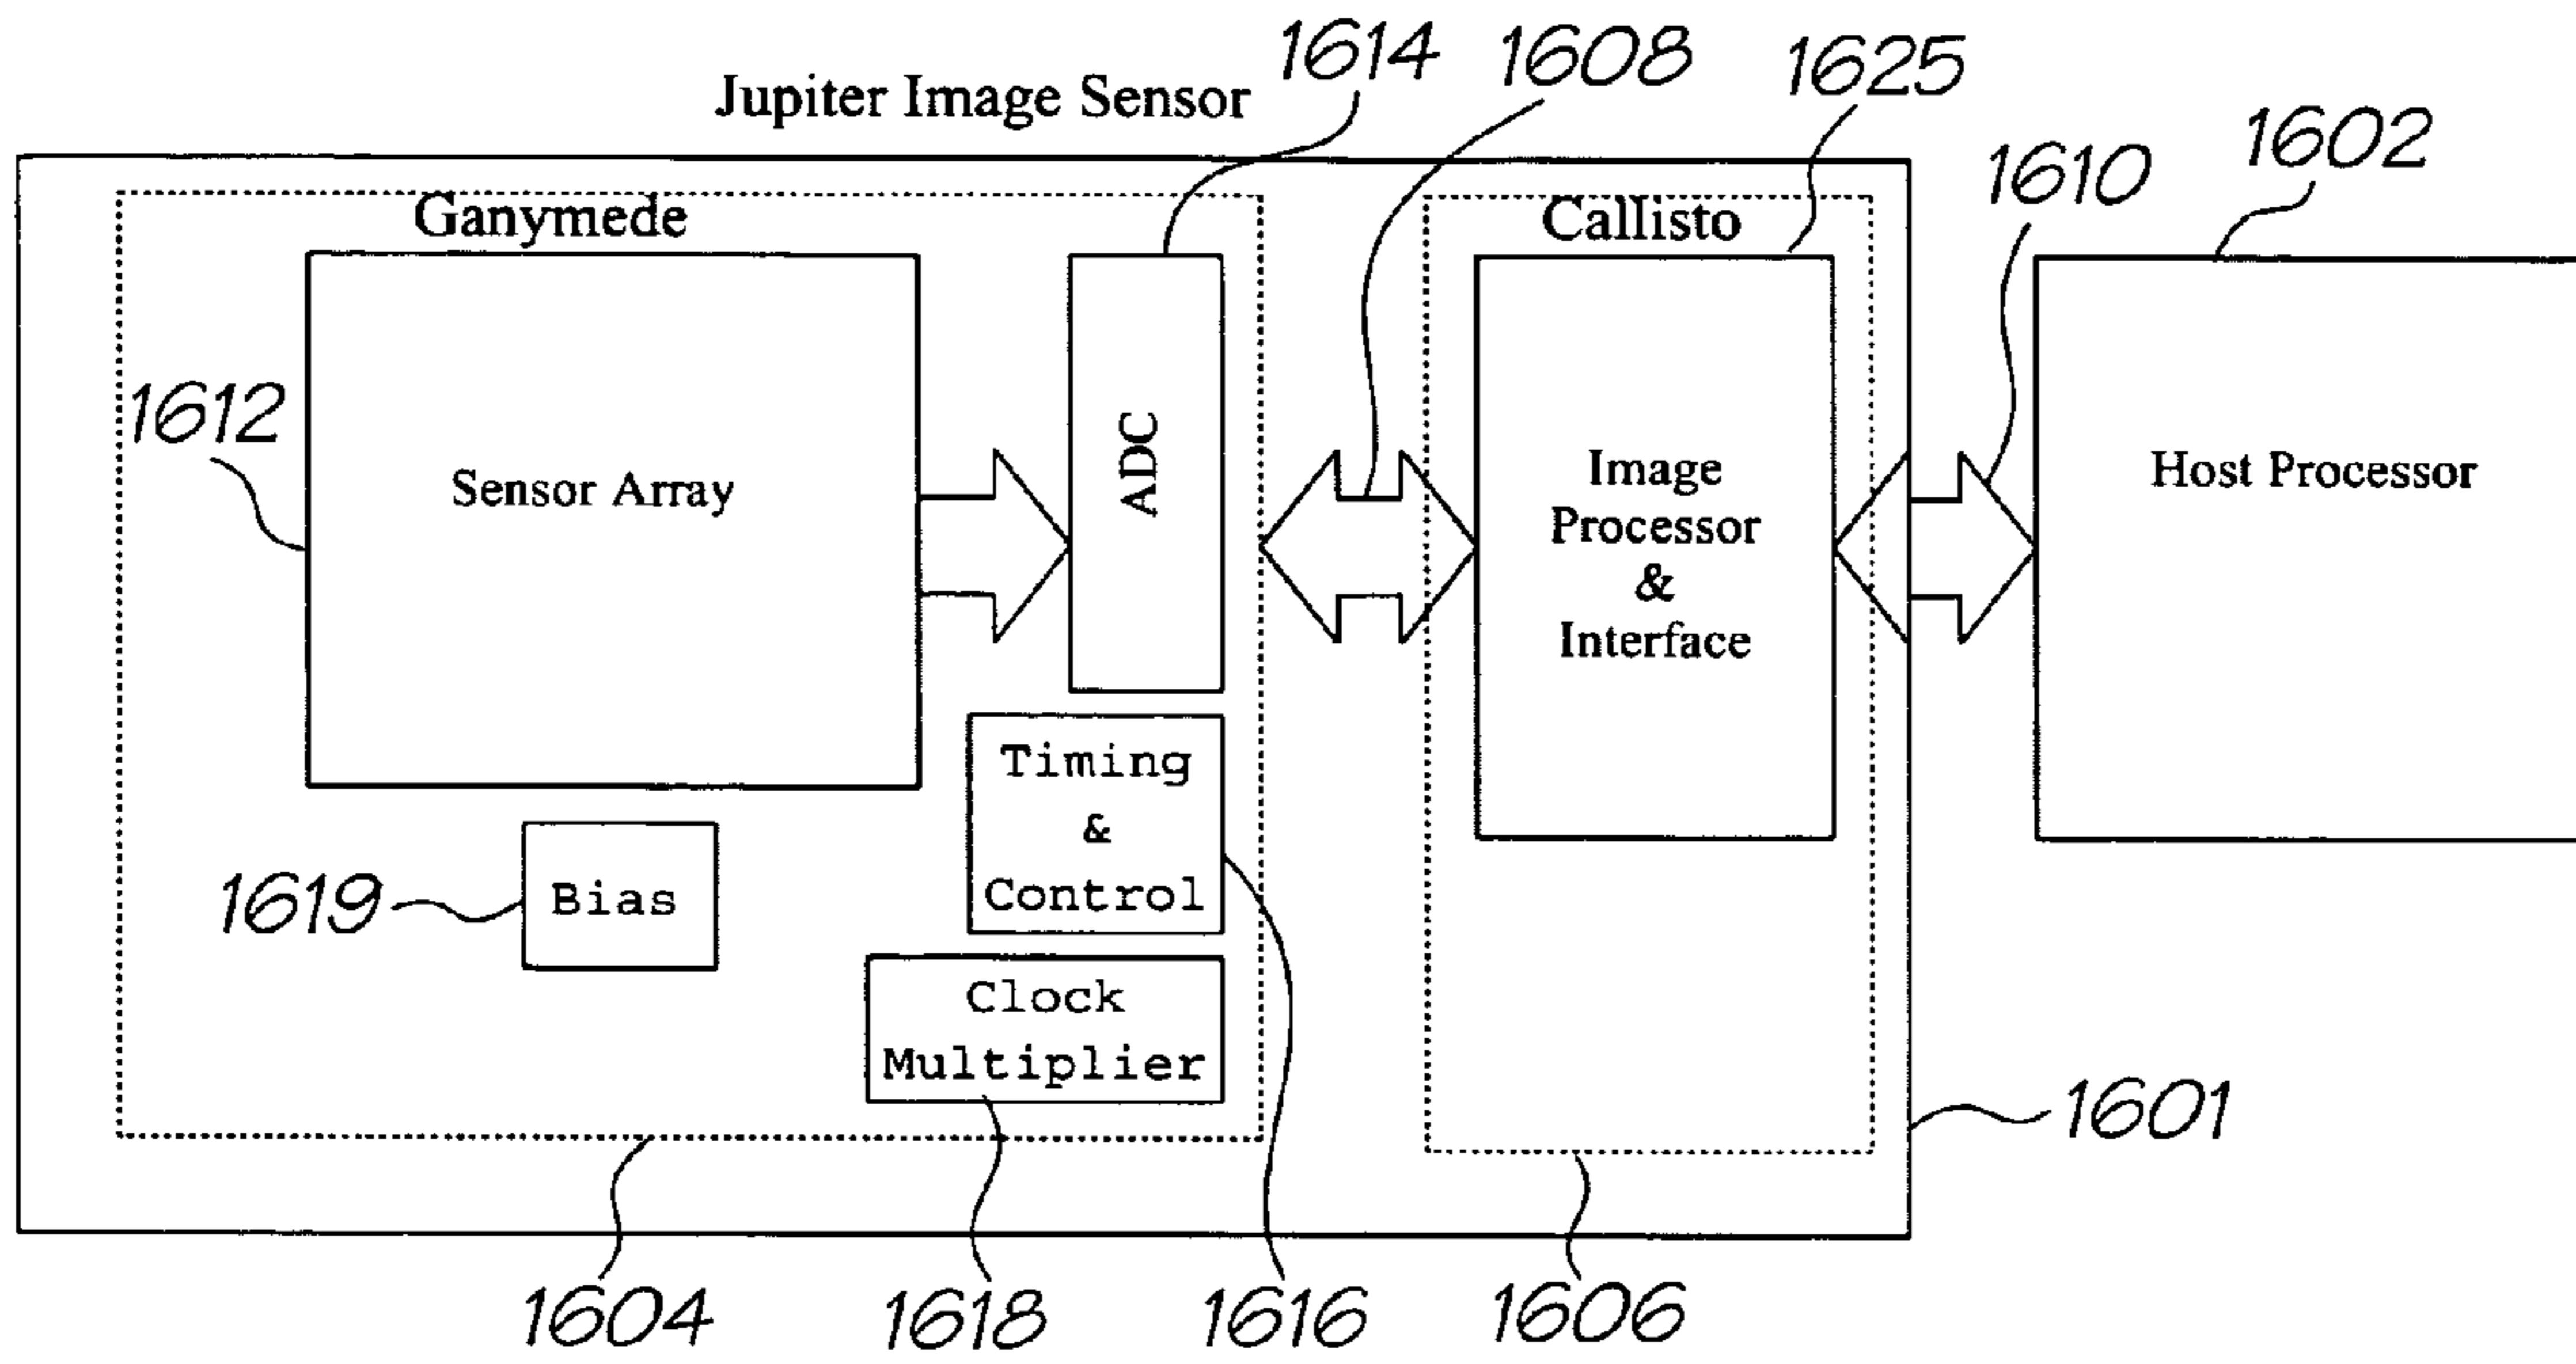 Jupiter Image Sensor
1614
1608
1625
1602
1610
Ganymede
Callisto
1612
Sensor Array
ADC
Image
Processor
&
Interface
Host Processor
Timing
&
Control
1619
Bias
Clock
Multiplier
1601
1604
1618
1616
1606